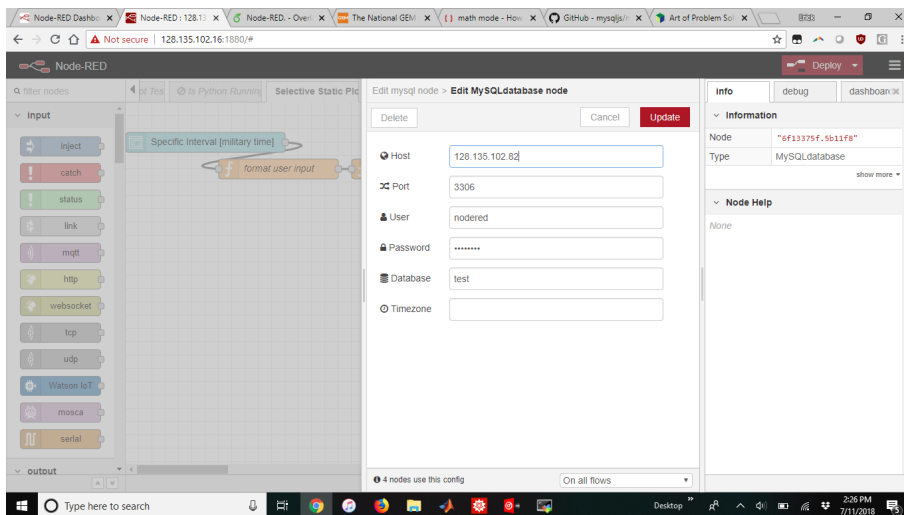 Node-RED Dashbo
Node-RED : 128.13
Node-RED. - Overl
The National GEM
math mode - How
GitHub - mysqljs/
Art of Problem Sol
Not secure | 128.135.102.16:1880/#
Node-RED
Deploy
filter nodes
ot Tes
Is Python Running
Selective Static Plo
Edit mysql node > Edit MySQLdatabase node
info
debug
dashboard
input
Delete
Cancel
Update
Information
Node
"6f13375f.5b11f8"
Type
MySQLdatabase
show more
Node Help
None
inject
catch
status
link
mqtt
http
websocket
tcp
udp
Watson IoT
mosca
serial
output
Specific Interval [military time]
format user input
Host
128.135.102.82
Port
3306
User
nodered
Password
••••••••
Database
test
Timezone
4 nodes use this config
On all flows
Type here to search
Desktop
2:26 PM
7/11/2018